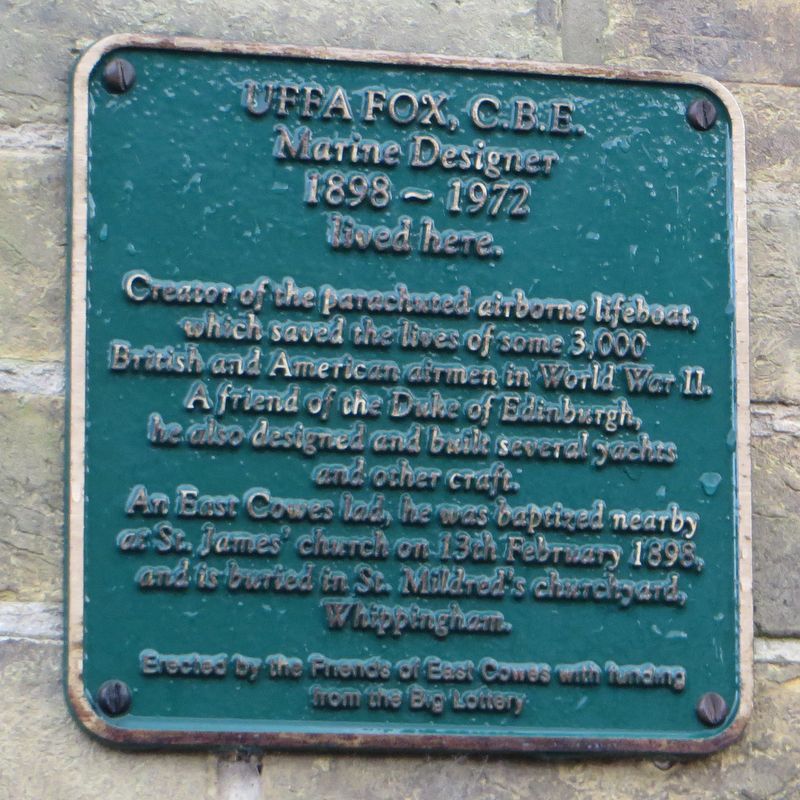 UFFA FOX, C.B.E.
Marine Designer
1898 ~ 1972
lived here.
Creator of the parachuted airborne lifeboat,
which saved the lives of some 3,000
British and American airmen in World War II.
A friend of the Duke of Edinburgh,
he also designed and built several yachts
and other craft.
An East Cowes lad, he was baptized nearby
at St. James' church on 13th February 1898,
and is buried in St. Mildred's churchyard,
Whippingham.
Erected by the Friends of East Cowes with funding
from the Big Lottery